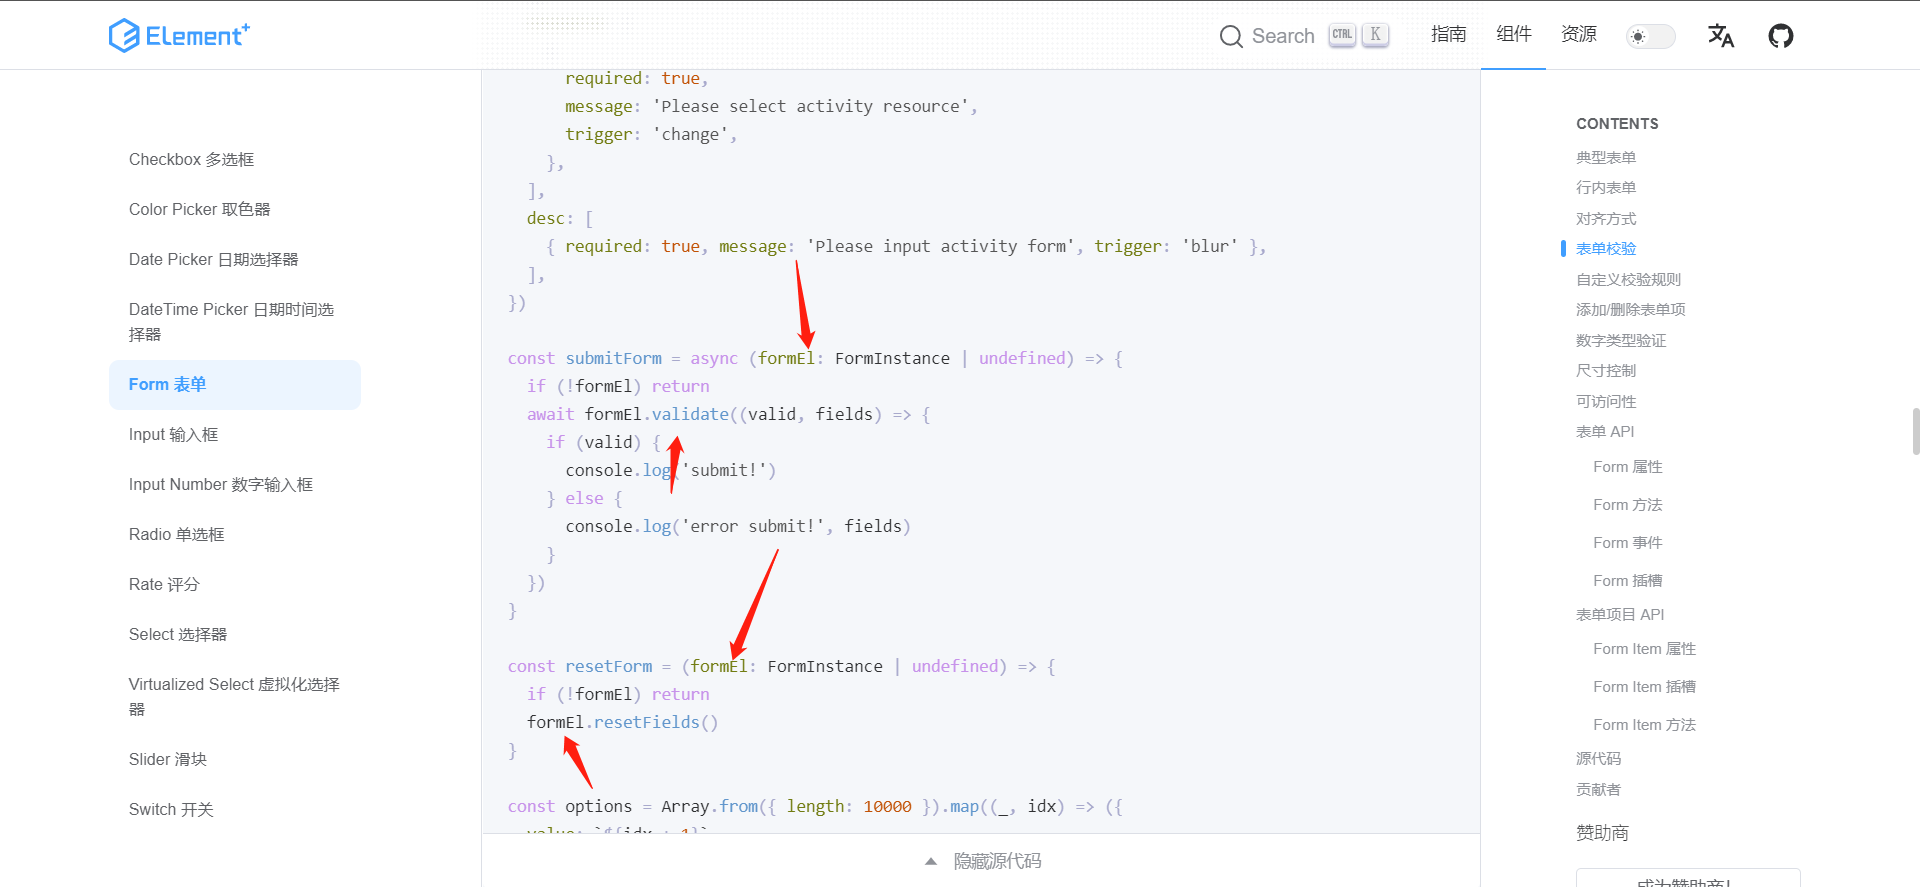 Element+
Search
CTRL K
指南
组件
资源
Checkbox 多选框
Color Picker 取色器
Date Picker 日期选择器
DateTime Picker 日期时间选
择器
Form 表单
Input 输入框
Input Number 数字输入框
Radio 单选框
Rate 评分
Select 选择器
Virtualized Select 虚拟化选择
器
Slider 滑块
Switch 开关
required: true,
message: 'Please select activity resource',
trigger: 'change',
},
],
desc: [
{ required: true, message: 'Please input activity form', trigger: 'blur' },
],
})
const submitForm = async (formEl: FormInstance | undefined) => {
if (!formEl) return
await formEl.validate((valid, fields) => {
if (valid) {
console.log('submit!')
} else {
console.log('error submit!', fields)
}
})
}
const resetForm = (formEl: FormInstance | undefined) => {
if (!formEl) return
formEl.resetFields()
}
const options = Array.from({ length: 10000 }).map((_, idx) => ({
value: `${idx + 1}`
隐藏源代码
CONTENTS
典型表单
行内表单
对齐方式
表单校验
自定义校验规则
添加/删除表单项
数字类型验证
尺寸控制
可访问性
表单 API
Form 属性
Form 方法
Form 事件
Form 插槽
表单项目 API
Form Item 属性
Form Item 插槽
Form Item 方法
源代码
贡献者
赞助商
成为赞助商!